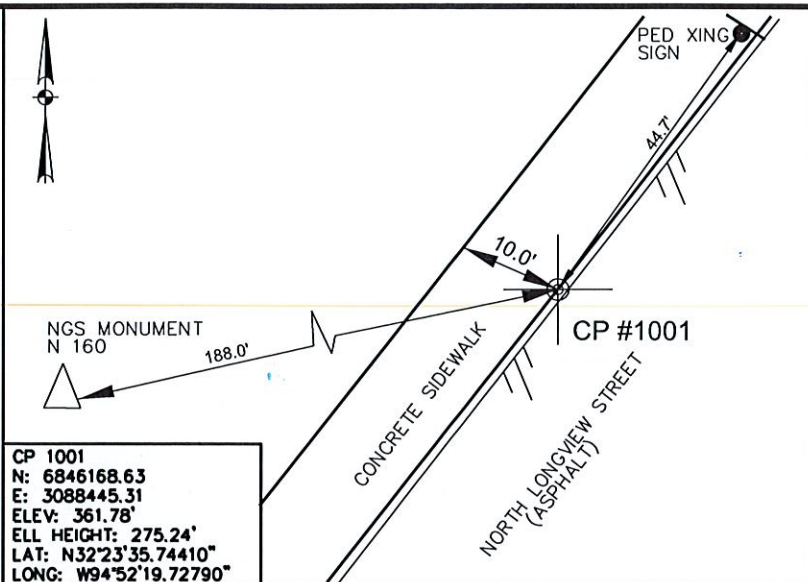 PED XING
SIGN
44.7'
10.0'
NGS MONUMENT
N 160
188.0'
CP #1001
CONCRETE SIDEWALK
NORTH LONGVIEW STREET
(ASPHALT)
CP 1001
N: 6846168.63
E: 3088445.31
ELEV: 361.78'
ELL HEIGHT: 275.24'
LAT: N32°23'35.74410"
LONG: W94°52'19.72790"